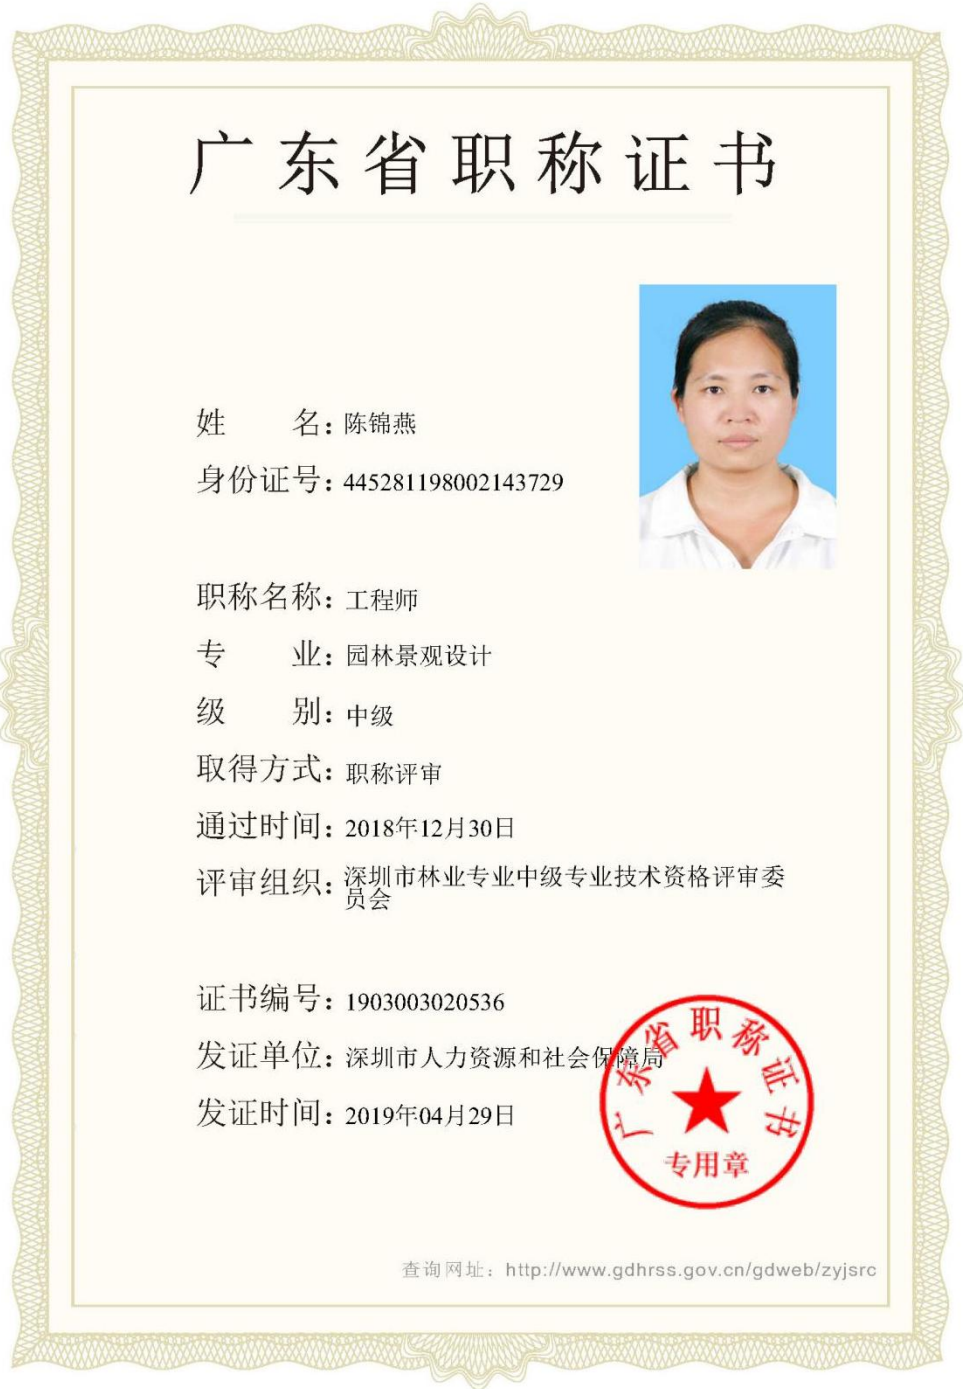 广东省职称证书
姓 名：陈锦燕
身份证号：445281198002143729
职称名称：工程师
专 业：园林景观设计
级 别：中级
取得方式：职称评审
通过时间：2018年12月30日
评审组织：深圳市林业专业中级专业技术资格评审委
员会
证书编号：1903003020536
发证单位：深圳市人力资源和社会保障局
发证时间：2019年04月29日
广东省职称证书
专用章
查询网址：http://www.gdhrss.gov.cn/gdweb/zyjsrc